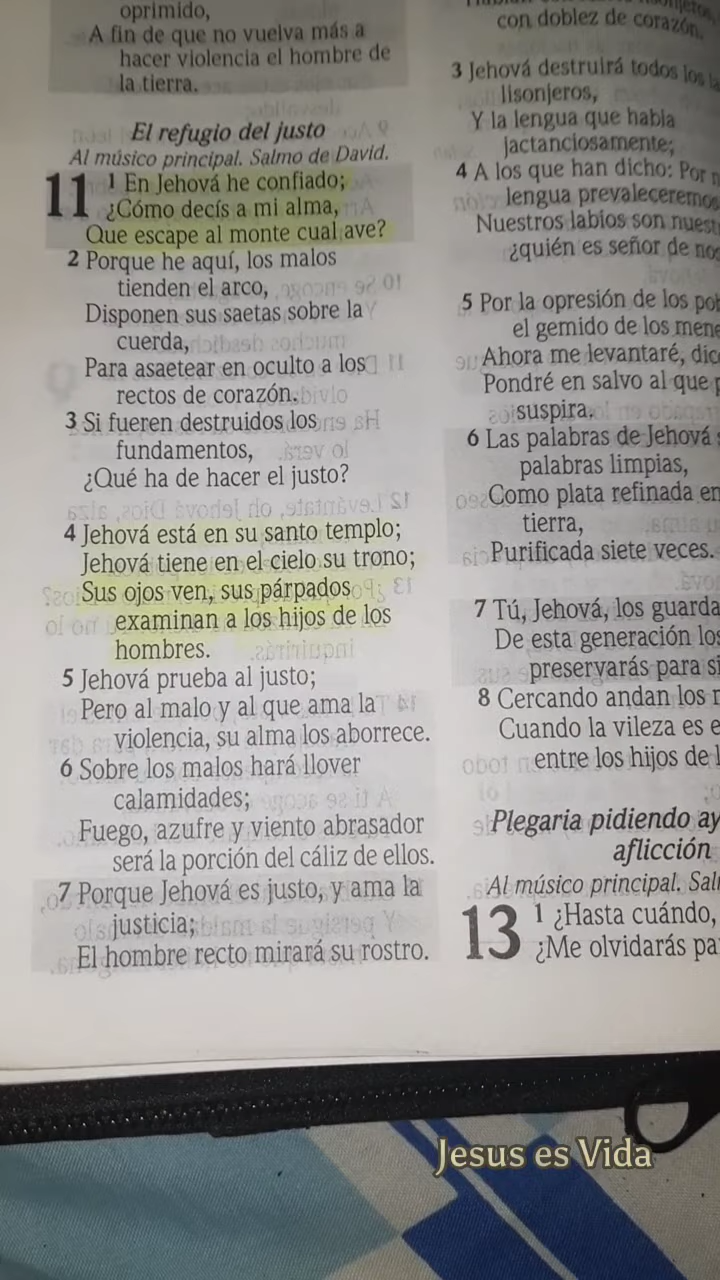 oprimido,
A fin de que no vuelva más a
hacer violencia el hombre de
la tierra.
El refugio del justo
Al músico principal. Salmo de David.
11 1 En Jehová he confiado;
¿Cómo decís a mi alma,
Que escape al monte cual ave?
2 Porque he aquí, los malos
tienden el arco,
Disponen sus saetas sobre la
cuerda,
Para asaetear en oculto a los
rectos de corazón.
3 Si fueren destruidos los
fundamentos,
¿Qué ha de hacer el justo?
4 Jehová está en su santo templo;
Jehová tiene en el cielo su trono;
Sus ojos ven, sus párpados
examinan a los hijos de los
hombres.
5 Jehová prueba al justo;
Pero al malo y al que ama la
violencia, su alma los aborrece.
6 Sobre los malos hará llover
calamidades;
Fuego, azufre y viento abrasador
será la porción del cáliz de ellos.
7 Porque Jehová es justo, y ama la
justicia;
El hombre recto mirará su rostro.
con doblez de corazón.
3 Jehová destruirá todos los
lisonjeros,
Y la lengua que habla
jactanciosamente;
4 A los que han dicho: Por
lengua prevaleceremos
Nuestros labios son
¿quién es señor de
5 Por la opresión de los
el gemido de los
Ahora me levantaré,
Pondré en salvo al que
suspira.
6 Las palabras de Jehová
palabras limpias,
Como plata refinada en
tierra,
Purificada siete veces.
7 Tú, Jehová, los
De esta generación los
preservarás para
8 Cercando andan los
Cuando la vileza es
entre los hijos de
Plegaria pidiendo
aflicción
Al músico principal.
13 1 ¿Hasta cuándo,
¿Me olvidarás
Jesus es Vida